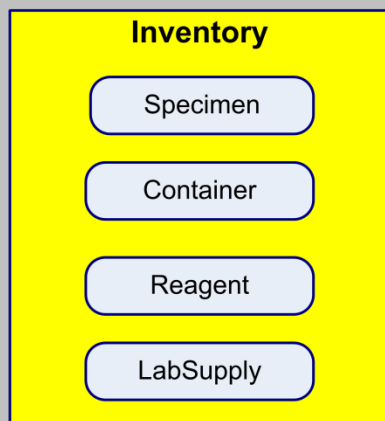 Inventory
Specimen
Container
Reagent
LabSupply